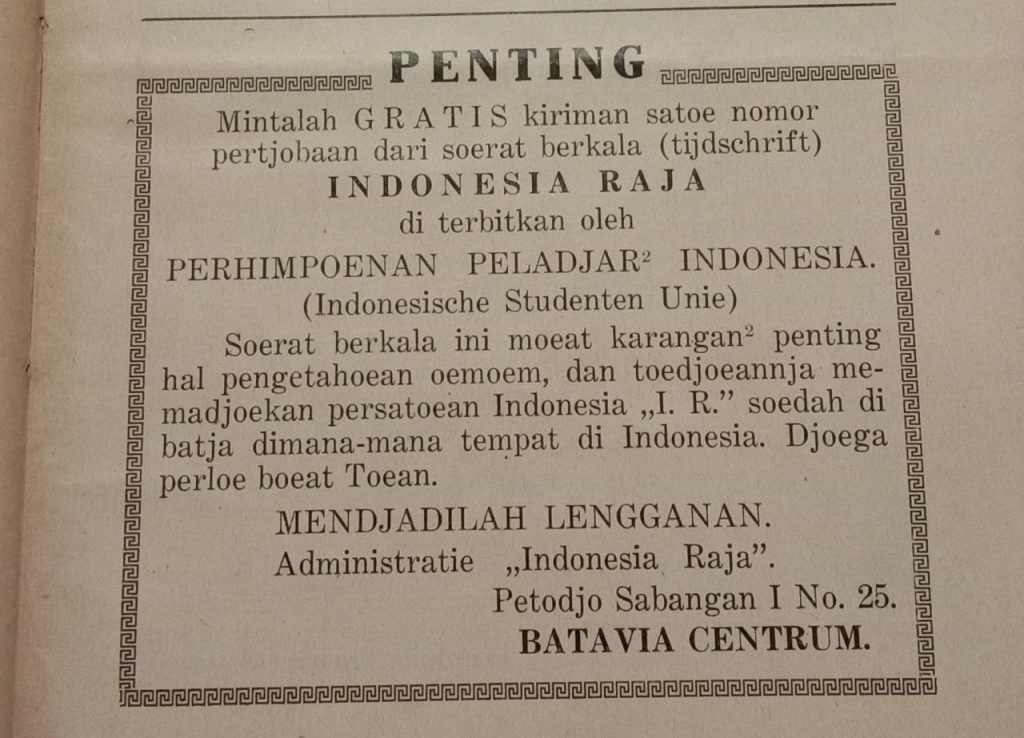 PENTING
Mintalah GRATIS kiriman satoe nomor
pertjobaan dari soerat berkala (tijdschrift)
INDONESIA RAJA
di terbitkan oleh
PERHIMPOENAN PELADJAR² INDONESIA.
(Indonesische Studenten Unie)
Soerat berkala ini moeat karangan² penting
hal pengetahoean oemoem, dan toedjoeannja me-
madjoekan persatoean Indonesia „I. R.” soedah di
batja dimana-mana tempat di Indonesia. Djoega
perloe boeat Toean.
MENDJADILAH LENGGANAN.
Administratie „Indonesia Raja”.
Petodjo Sabangan I No. 25.
BATAVIA CENTRUM.